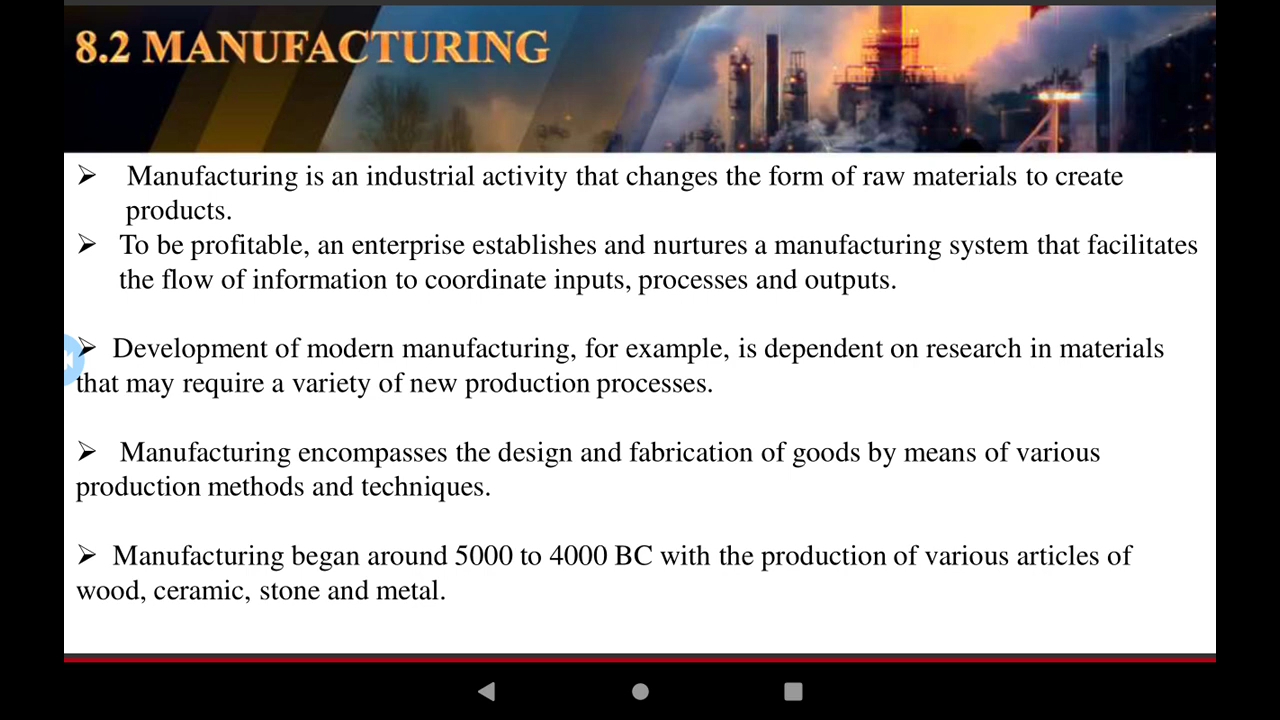 8.2 MANUFACTURING
➢ Manufacturing is an industrial activity that changes the form of raw materials to create
products.
➢ To be profitable, an enterprise establishes and nurtures a manufacturing system that facilitates
the flow of information to coordinate inputs, processes and outputs.
➢ Development of modern manufacturing, for example, is dependent on research in materials
that may require a variety of new production processes.
➢ Manufacturing encompasses the design and fabrication of goods by means of various
production methods and techniques.
➢ Manufacturing began around 5000 to 4000 BC with the production of various articles of
wood, ceramic, stone and metal.